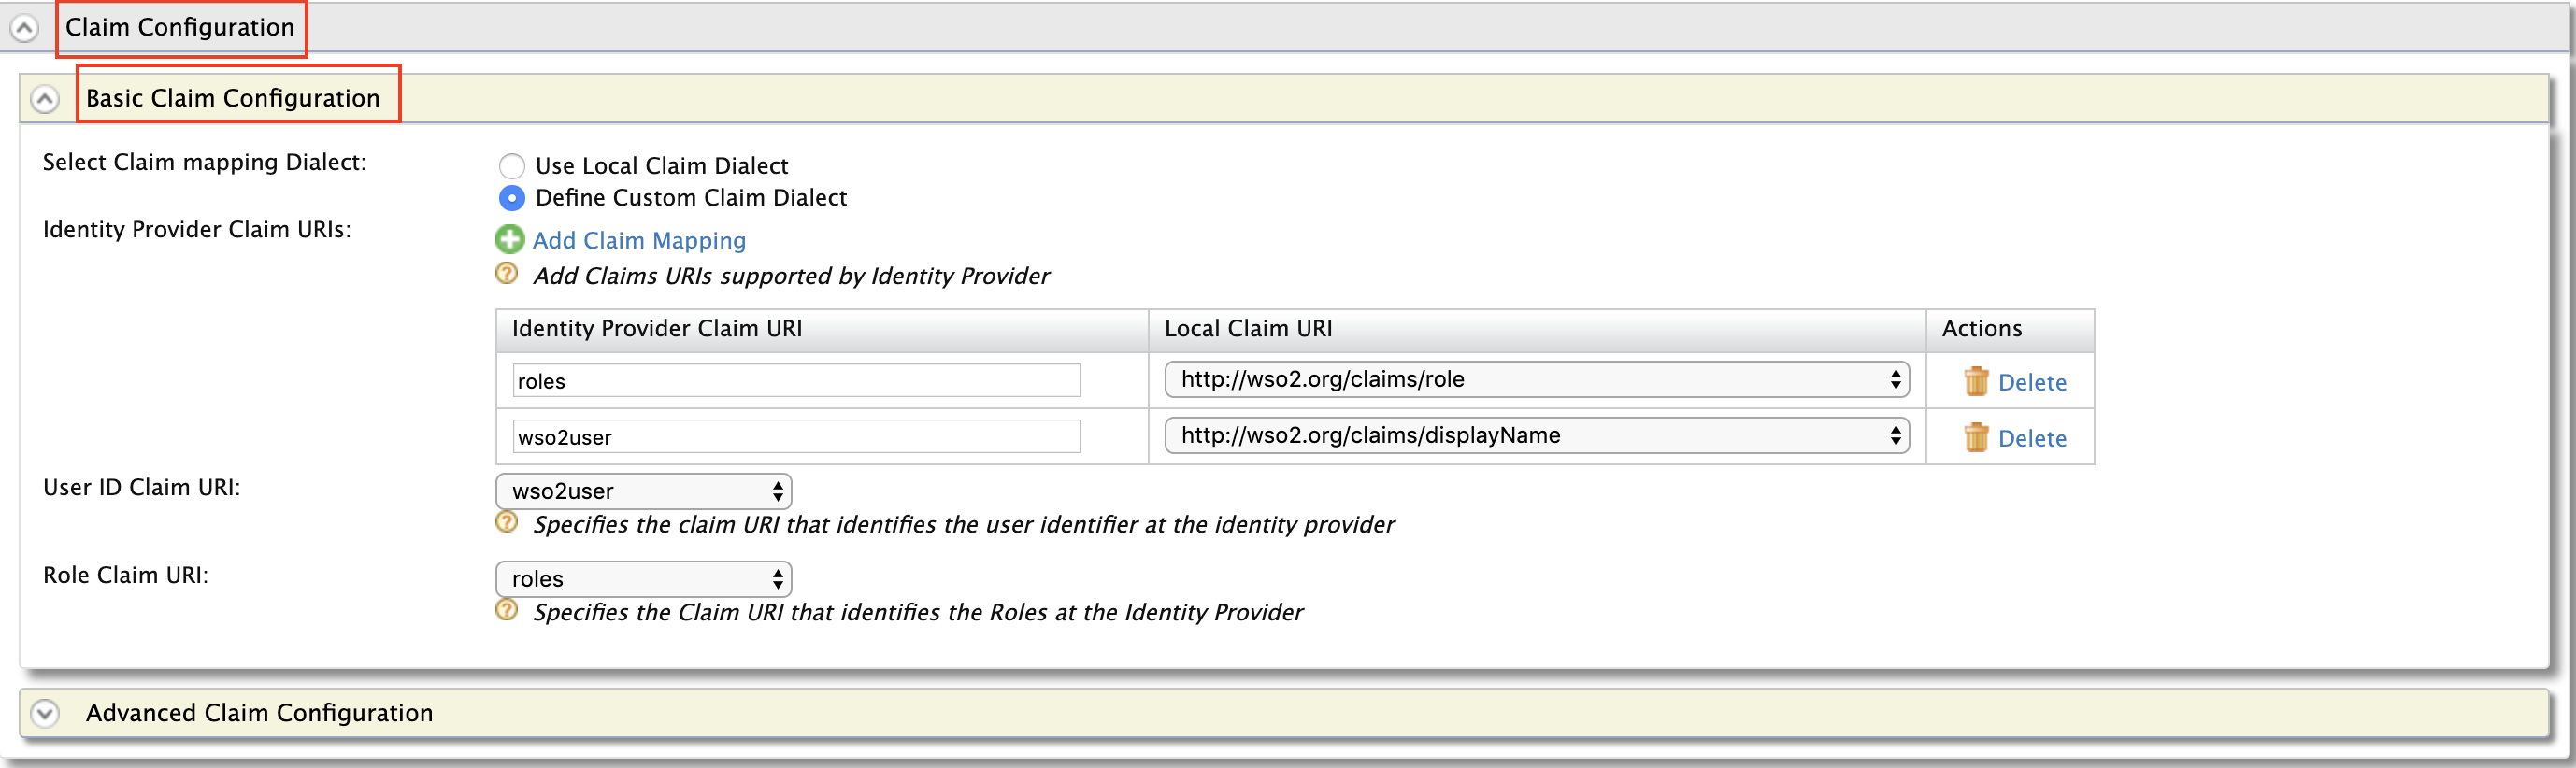 Claim Configuration
Basic Claim Configuration
Select Claim mapping Dialect:
Use Local Claim Dialect
Define Custom Claim Dialect
Identity Provider Claim URIs:
Add Claim Mapping
Add Claims URIs supported by Identity Provider
Identity Provider Claim URI Local Claim URI Actions
roles http://wso2.org/claims/role Delete
wso2user http://wso2.org/claims/displayName Delete
User ID Claim URI: wso2user
Specifies the claim URI that identifies the user identifier at the identity provider
Role Claim URI: roles
Specifies the Claim URI that identifies the Roles at the Identity Provider
Advanced Claim Configuration